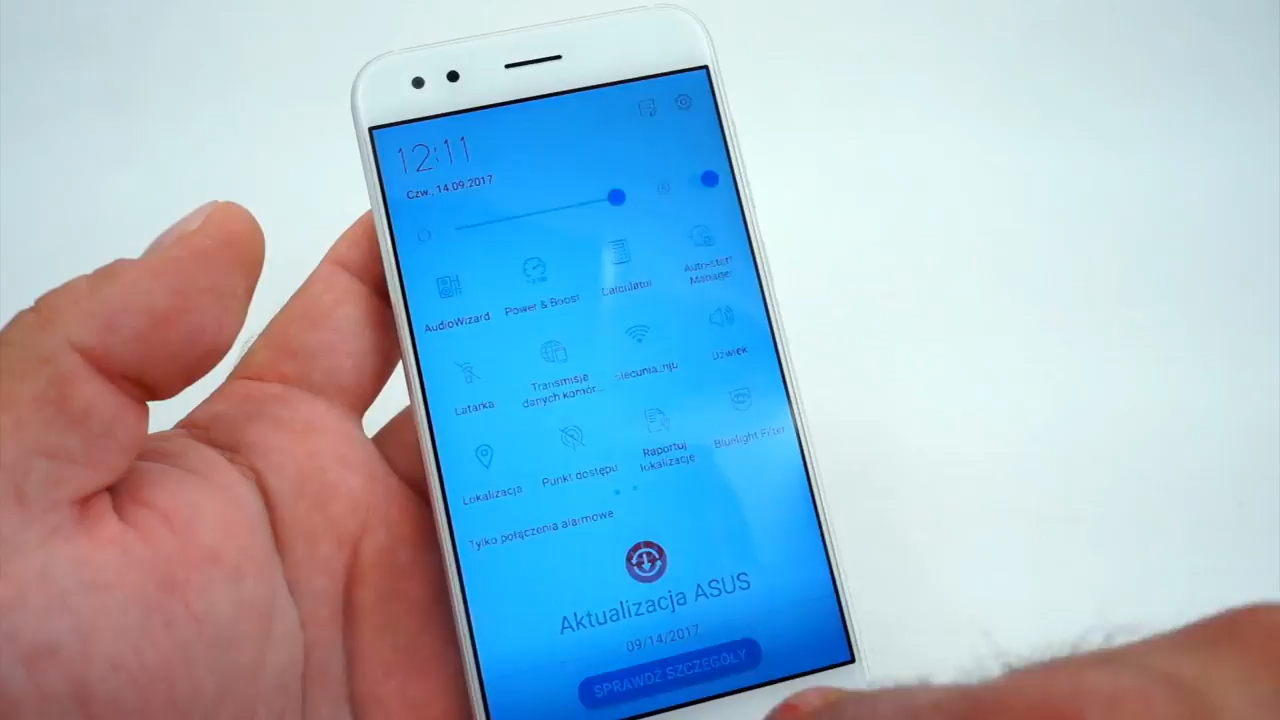 12:11
Czw., 14.09.2017
AudioWizard
Power & Boost
Calculator
Auto-start
Manager
Latarka
Transmisja
danych komór...
Dźwięk
Lokalizacja
Punkt dostępu
Raportuj
lokalizację
Bluelight Filter
Tylko połączenia alarmowe
Aktualizacja ASUS
09/14/2017
SPRAWDŹ SZCZEGÓŁY